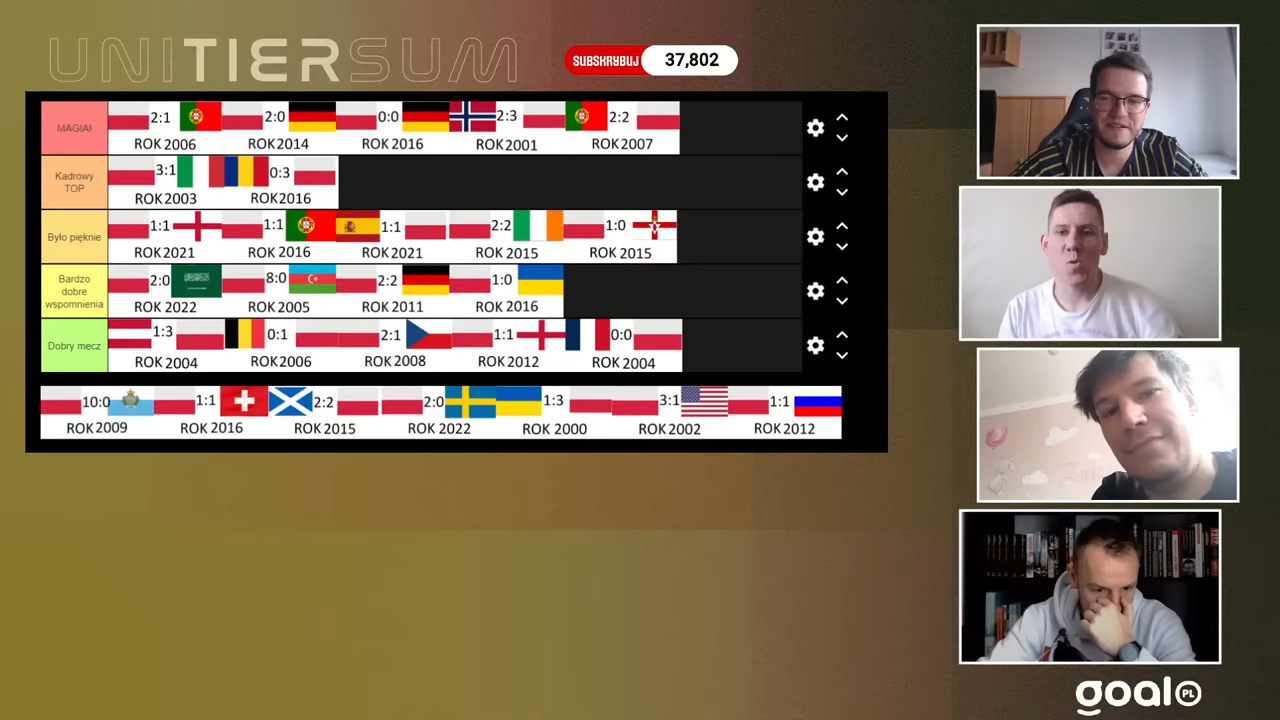 UNITIERSUM
SUBSKRYBUJ 37,802
MAGIA!
2:1 2:0 0:0 2:3 2:2
ROK 2006 ROK 2014 ROK 2016 ROK 2001 ROK 2007
Kadrowy
TOP
3:1 0:3
ROK 2003 ROK 2016
Było pięknie
1:1 1:1 1:1 2:2 1:0
ROK 2021 ROK 2016 ROK 2021 ROK 2015 ROK 2015
Bardzo
dobre
wspomnienia
2:0 8:0 2:2 1:0
ROK 2022 ROK 2005 ROK 2011 ROK 2016
Dobry mecz
1:3 0:1 2:1 1:1 0:0
ROK 2004 ROK 2006 ROK 2008 ROK 2012 ROK 2004
10:0 1:1 2:2 2:0 1:3 3:1 1:1
ROK 2009 ROK 2016 ROK 2015 ROK 2022 ROK 2000 ROK 2002 ROK 2012
goal PL